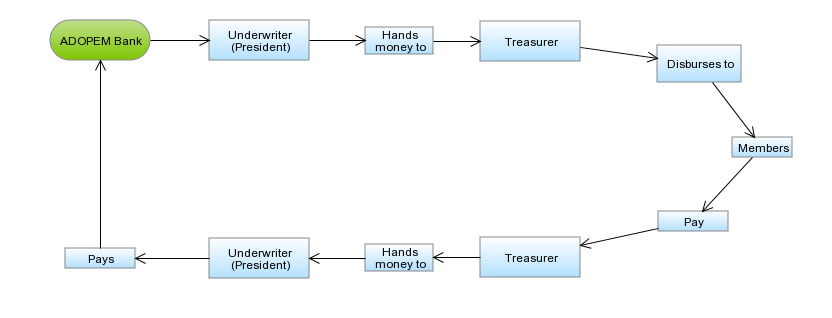 ADOPEM Bank
Underwriter
(President)
Hands
money to
Treasurer
Disburses to
Members
Pay
Treasurer
Hands
money to
Underwriter
(President)
Pays